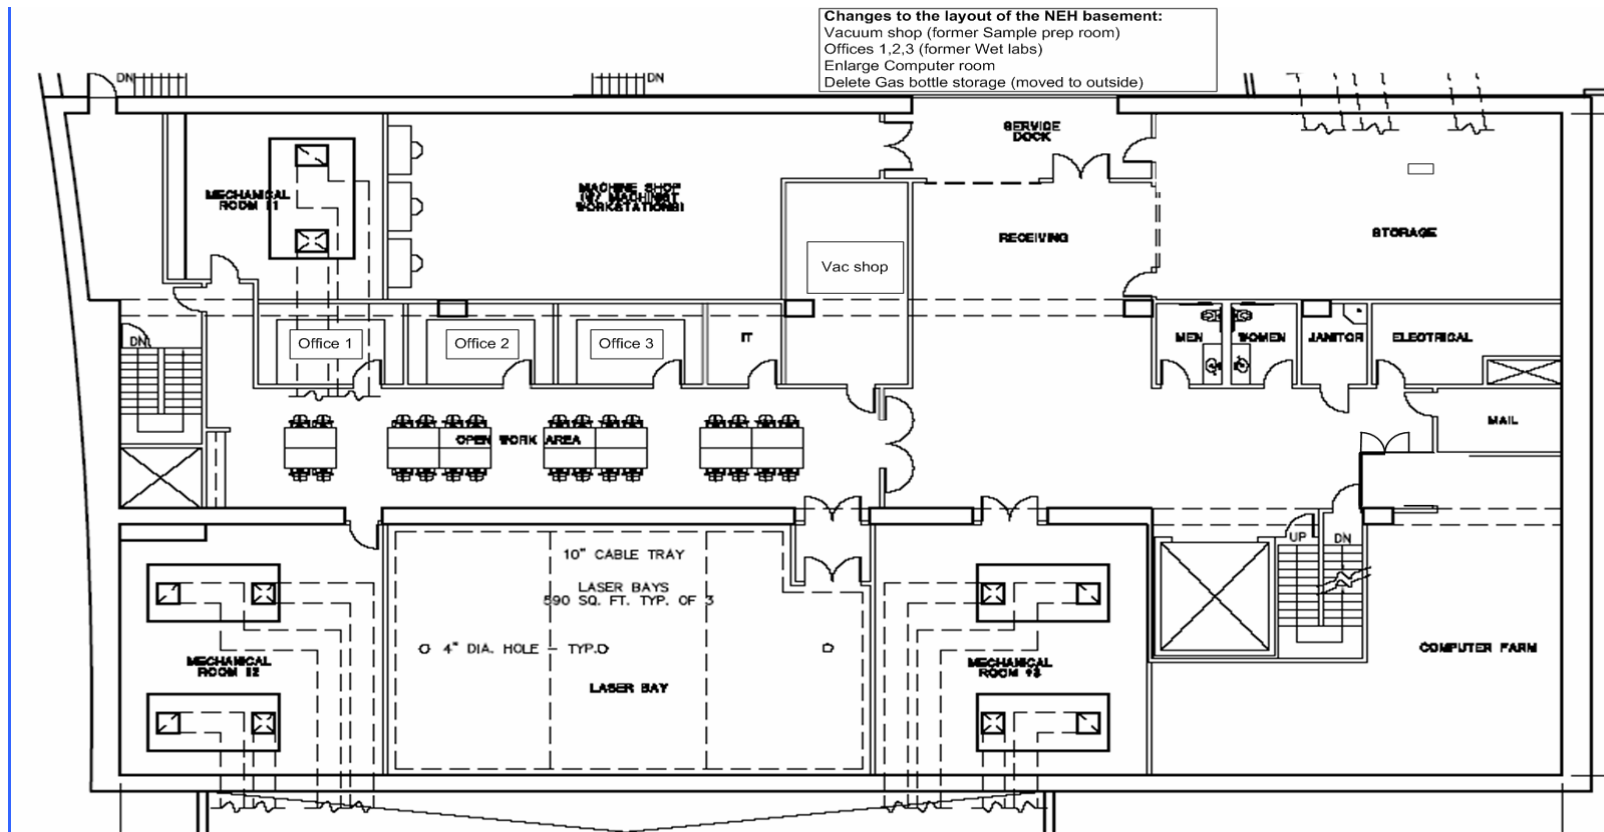 Changes to the layout of the NEH basement:
Vacuum shop (former Sample prep room)
Offices 1,2,3 (former Wet labs)
Enlarge Computer room
Delete Gas bottle storage (moved to outside)
DN
DN
SERVICE
DOCK
MECHANICAL
ROOM #1
MACHINE SHOP
WORKSTATIONS)
RECEIVING
STORAGE
Vac shop
DN
Office 1
Office 2
Office 3
IT
MEN
WOMEN
JANITOR
ELECTRICAL
OPEN WORK AREA
MAIL
10" CABLE TRAY
LASER BAYS
590 SQ. FT. TYP. OF 3
UP
DN
4" DIA. HOLE - TYP.
MECHANICAL
ROOM #2
LASER BAY
MECHANICAL
ROOM #3
COMPUTER FARM